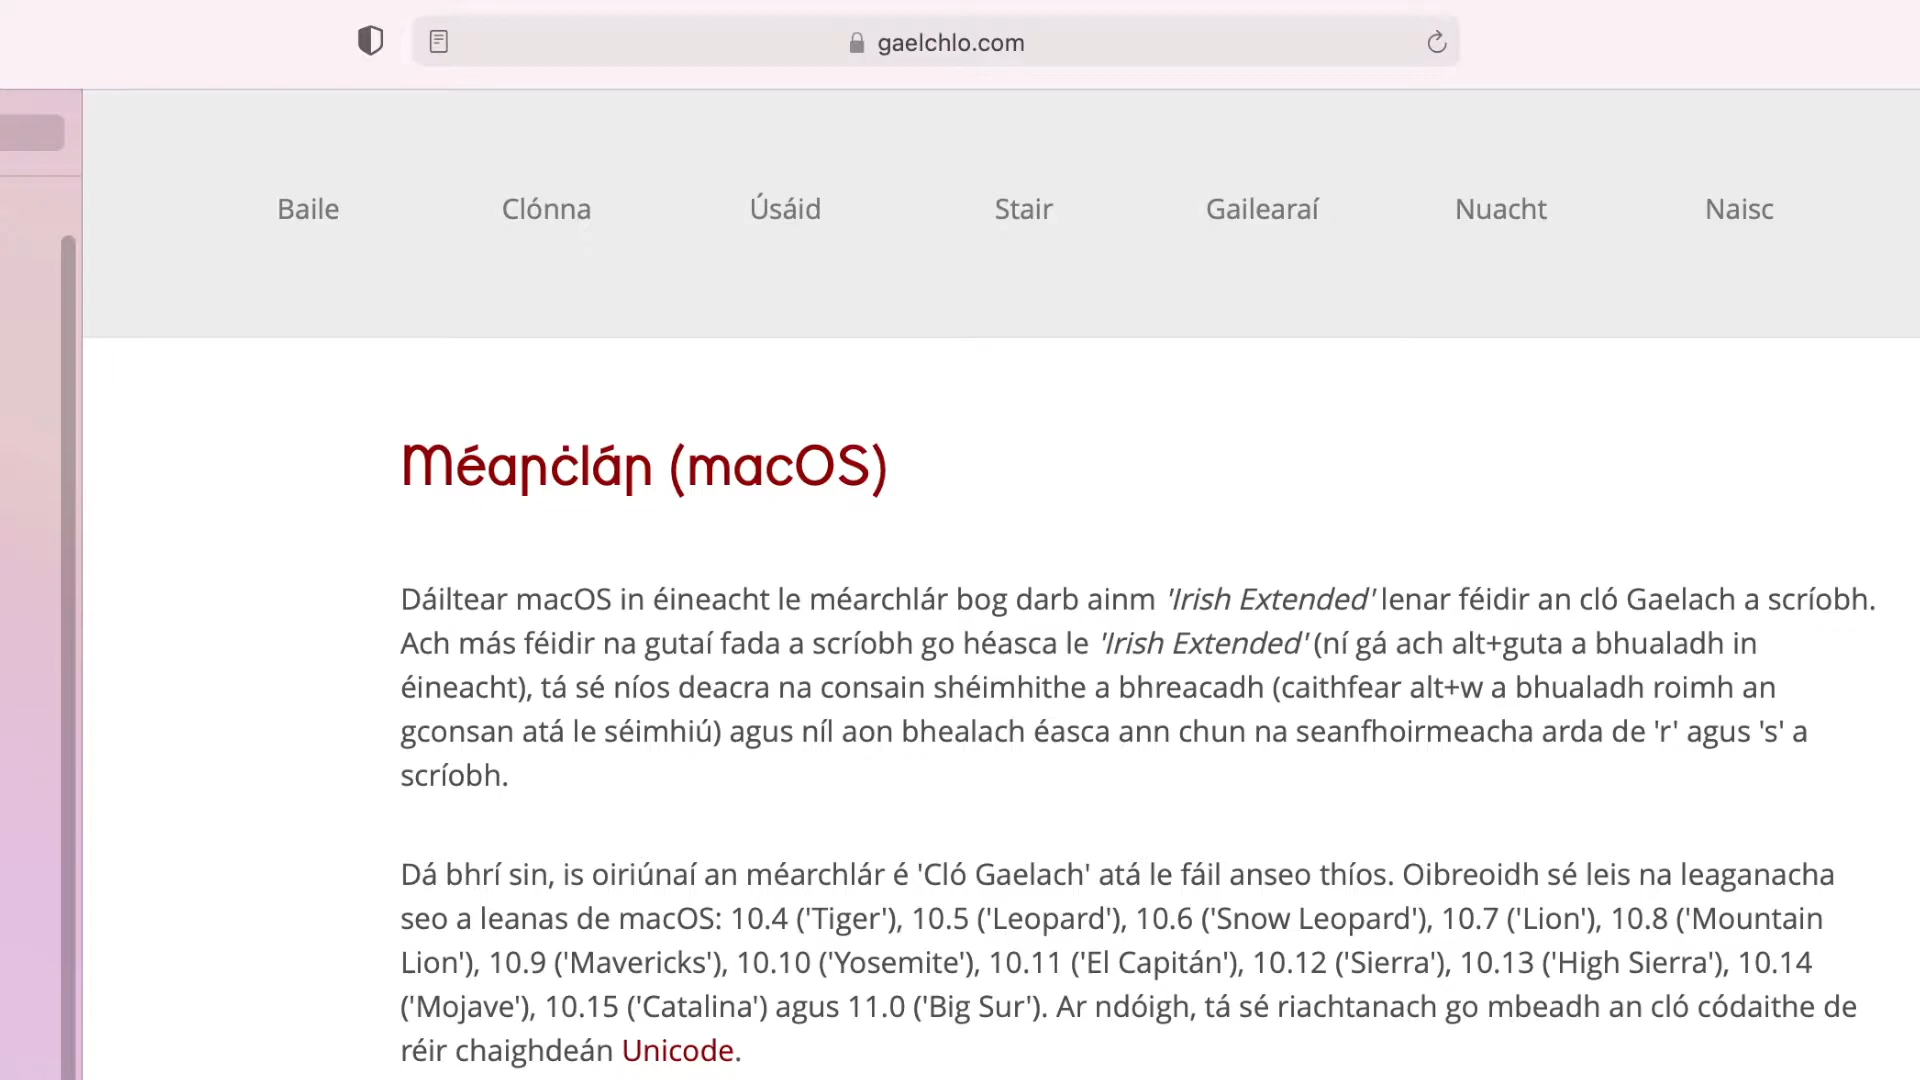 gaelchlo.com
Baile Clónna Úsáid Stair Gailearaí Nuacht Naisc
Méarċlár (macOS)
Dáiltear macOS in éineacht le méarchlár bog darb ainm 'Irish Extended' lenar féidir an cló Gaelach a scríobh.
Ach más féidir na gutaí fada a scríobh go héasca le 'Irish Extended' (ní gá ach alt+guta a bhualadh in
éineacht), tá sé níos deacra na consain shéimhithe a bhreacadh (caithfear alt+w a bhualadh roimh an
gconsan atá le séimhiú) agus níl aon bhealach éasca ann chun na seanfhoirmeacha arda de 'r' agus 's' a
scríobh.
Dá bhrí sin, is oiriúnaí an méarchlár é 'Cló Gaelach' atá le fáil anseo thíos. Oibreoidh sé leis na leaganacha
seo a leanas de macOS: 10.4 ('Tiger'), 10.5 ('Leopard'), 10.6 ('Snow Leopard'), 10.7 ('Lion'), 10.8 ('Mountain
Lion'), 10.9 ('Mavericks'), 10.10 ('Yosemite'), 10.11 ('El Capitán'), 10.12 ('Sierra'), 10.13 ('High Sierra'), 10.14
('Mojave'), 10.15 ('Catalina') agus 11.0 ('Big Sur'). Ar ndóigh, tá sé riachtanach go mbeadh an cló códaithe de
réir chaighdeán Unicode.